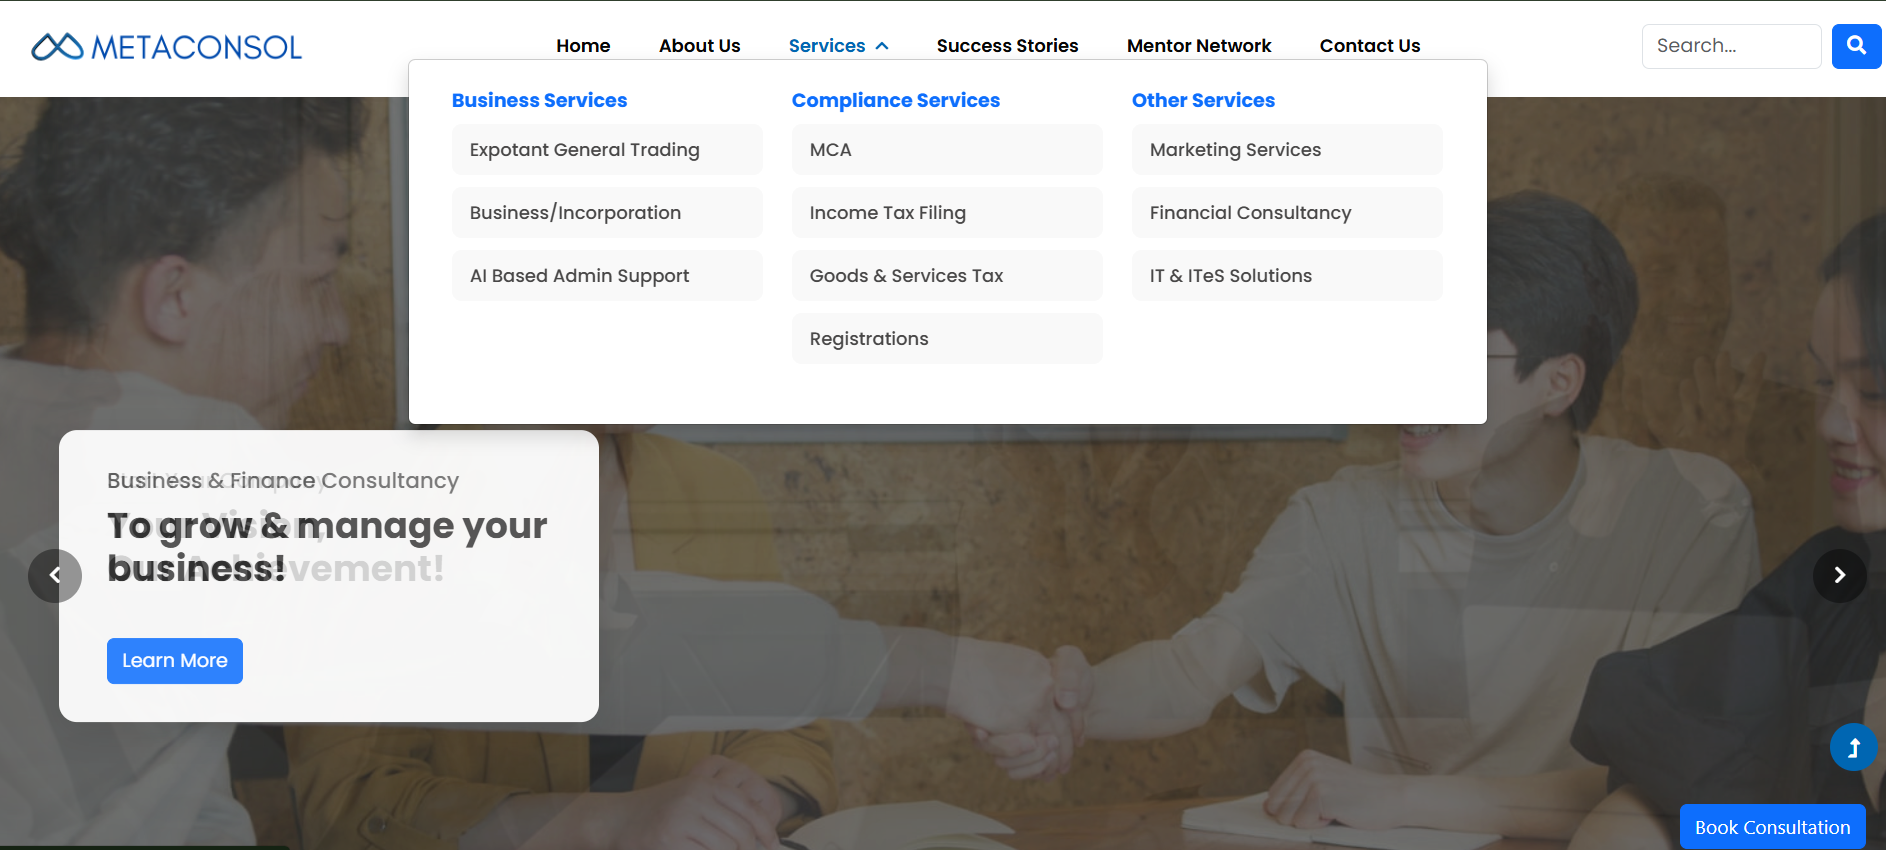 METACONSOL
Home
About Us
Services
Success Stories
Mentor Network
Contact Us
Search...
Business Services
Expotant General Trading
Business/Incorporation
AI Based Admin Support
Compliance Services
MCA
Income Tax Filing
Goods & Services Tax
Registrations
Other Services
Marketing Services
Financial Consultancy
IT & ITeS Solutions
Business & Finance Consultancy
To grow & manage your
business!
Learn More
Book Consultation